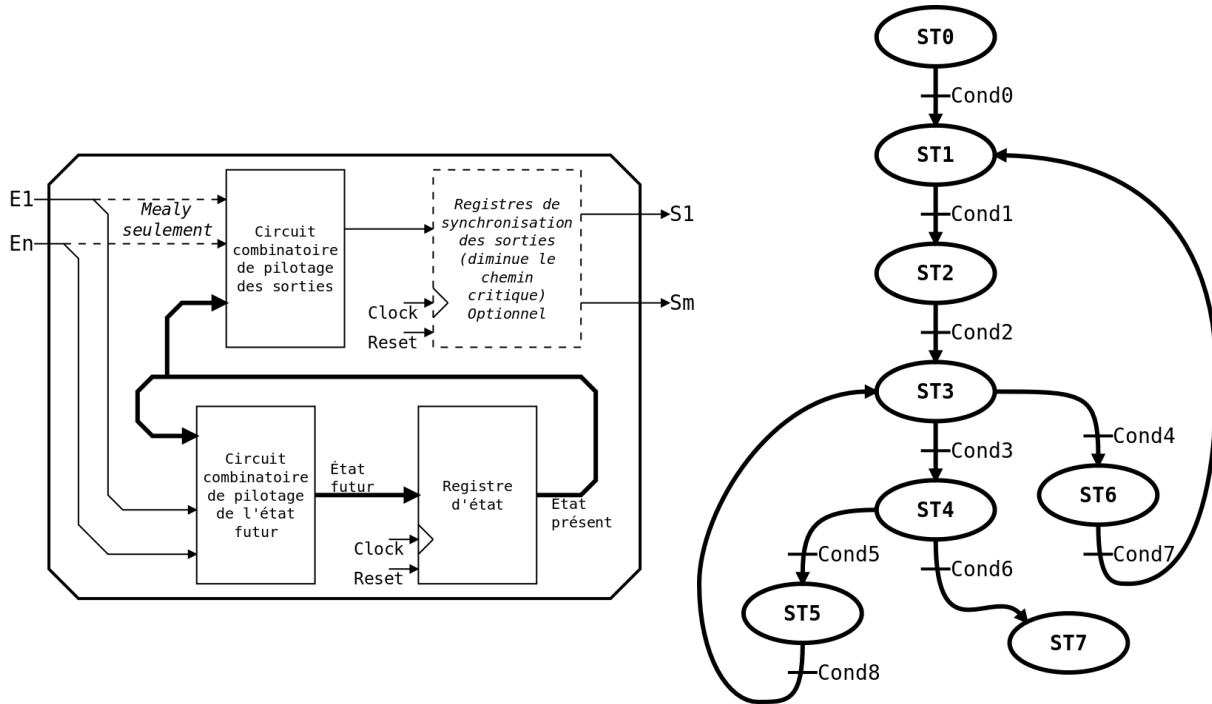 E1
En
Mealy
seulement
Circuit
combinatoire
de pilotage
des sorties
Registres de
synchronisation
des sorties
(diminue le
chemin
critique)
Optionnel
Clock
Reset
S1
Sm
Circuit
combinatoire
de pilotage
de l'état
futur
État
futur
Registre
d'état
Clock
Reset
État
présent
ST0
Cond0
ST1
Cond1
ST2
Cond2
ST3
Cond3
Cond4
ST4
ST6
Cond5
Cond6
Cond7
ST5
ST7
Cond8